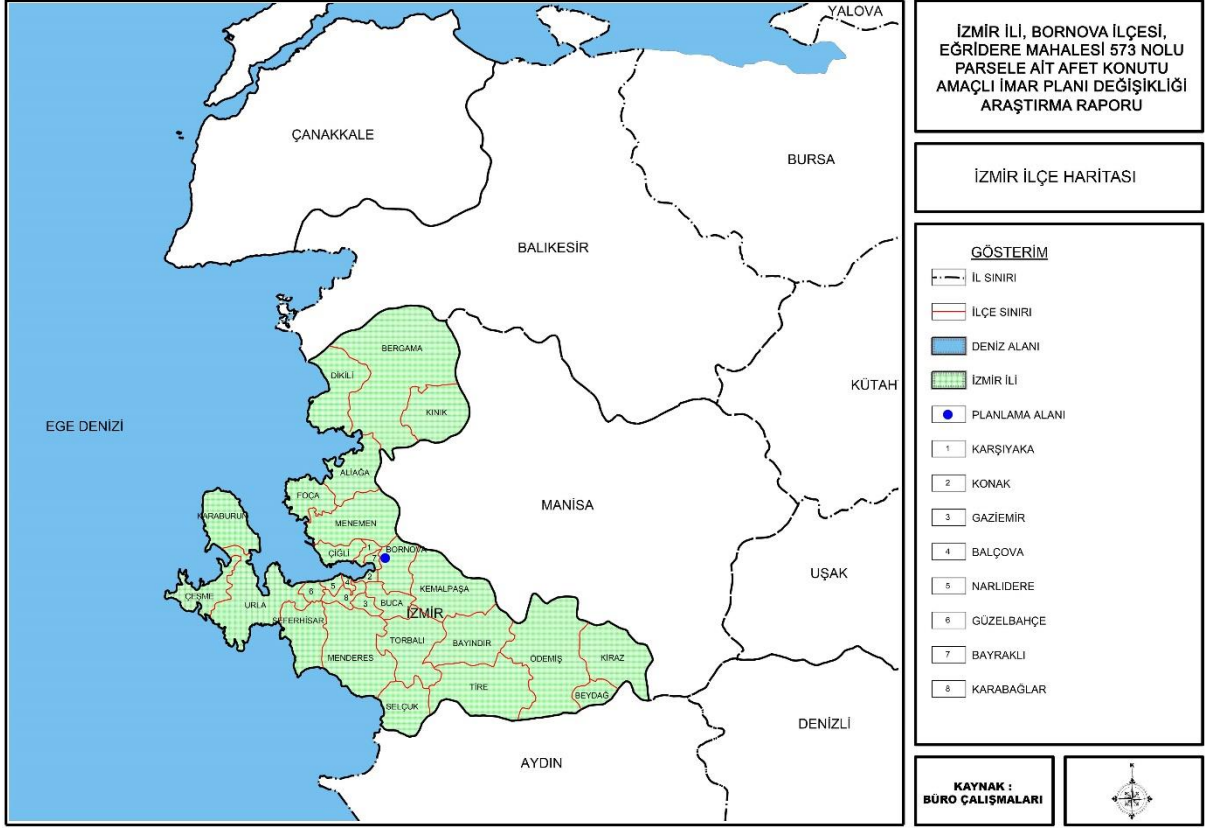 YALOVA
ÇANAKKALE
BURSA
BALIKESİR
BERGAMA
DİKİLİ
KÜTAH
KINIK
EGE DENİZİ
ALİAĞA
FOÇA
MANİSA
KARABURUN
MENEMEN
ÇİĞLİ
1
BORNOVA
7
UŞAK
2
4
5
6
8
3
KEMALPAŞA
ÇEŞME
URLA
BUCA
İZMİR
SEFERHİSAR
TORBALI
BAYINDIR
MENDERES
ÖDEMİŞ
KİRAZ
TİRE
BEYDAĞ
SELÇUK
DENİZLİ
AYDIN
İZMİR İLİ, BORNOVA İLÇESİ,
EĞRİDERE MAHALESİ 573 NOLU
PARSELE AİT AFET KONUTU
AMAÇLI İMAR PLANI DEĞİŞİKLİĞİ
ARAŞTIRMA RAPORU
İZMİR İLÇE HARİTASI
GÖSTERİM
İL SINIRI
İLÇE SINIRI
DENİZ ALANI
İZMİR İLİ
PLANLAMA ALANI
1 KARŞIYAKA
2 KONAK
3 GAZİEMİR
4 BALÇOVA
5 NARLIDERE
6 GÜZELBAHÇE
7 BAYRAKLI
8 KARABAĞLAR
KAYNAK :
BÜRO ÇALIŞMALARI